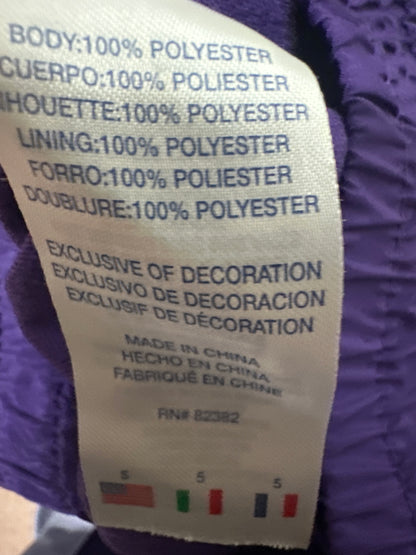 BODY:100% POLYESTER
CUERPO:100% POLIESTER
HOUETTE:100% POLYESTER
LINING:100% POLYESTER
FORRO:100% POLIESTER
DOUBLURE:100% POLYESTER
EXCLUSIVE OF DECORATION
EXCLUSIVO DE DECORACION
EXCLUSIF DE DÉCORATION
MADE IN CHINA
HECHO EN CHINA
FABRIQUÉ EN CHINE
RN# 82382
5 5 5